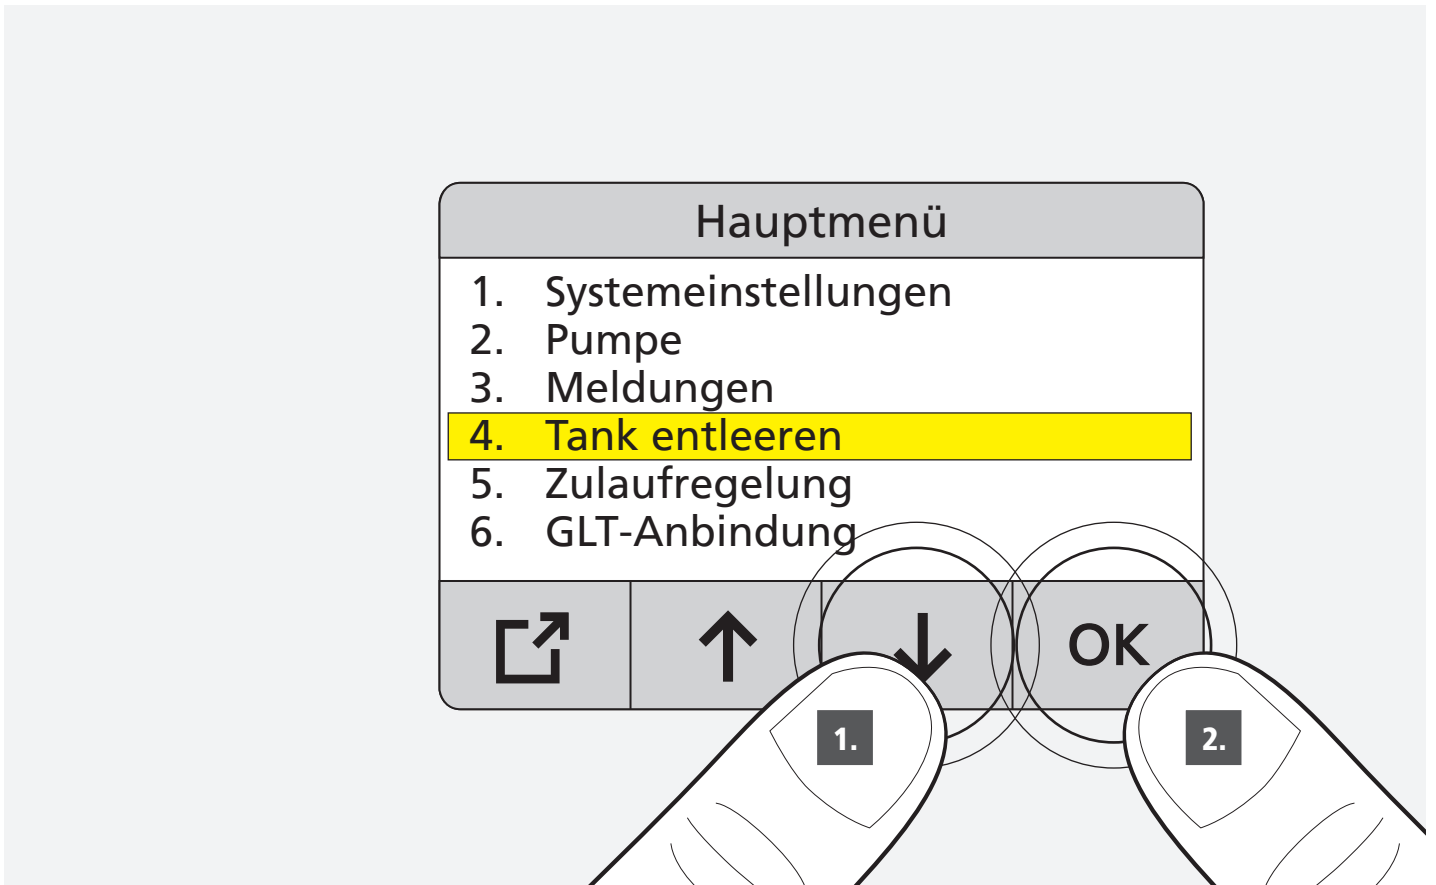 Hauptmenü
1. Systemeinstellungen
2. Pumpe
3. Meldungen
4. Tank entleeren
5. Zulaufregelung
6. GLT-Anbindung
OK
1.
2.